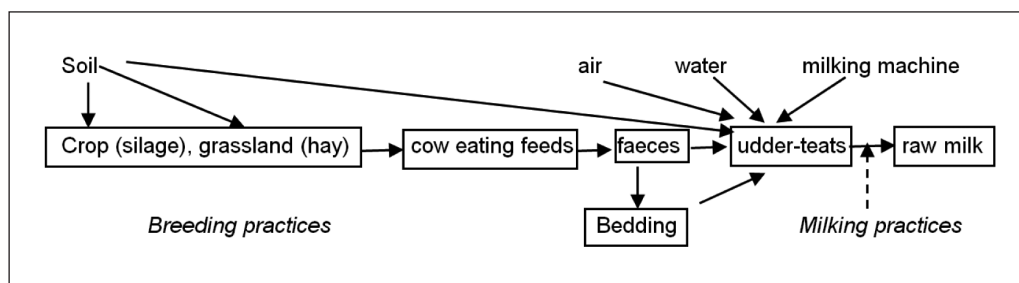 Soil
air
water
milking machine
Crop (silage), grassland (hay)
cow eating feeds
faeces
udder-teats
raw milk
Bedding
Breeding practices
Milking practices